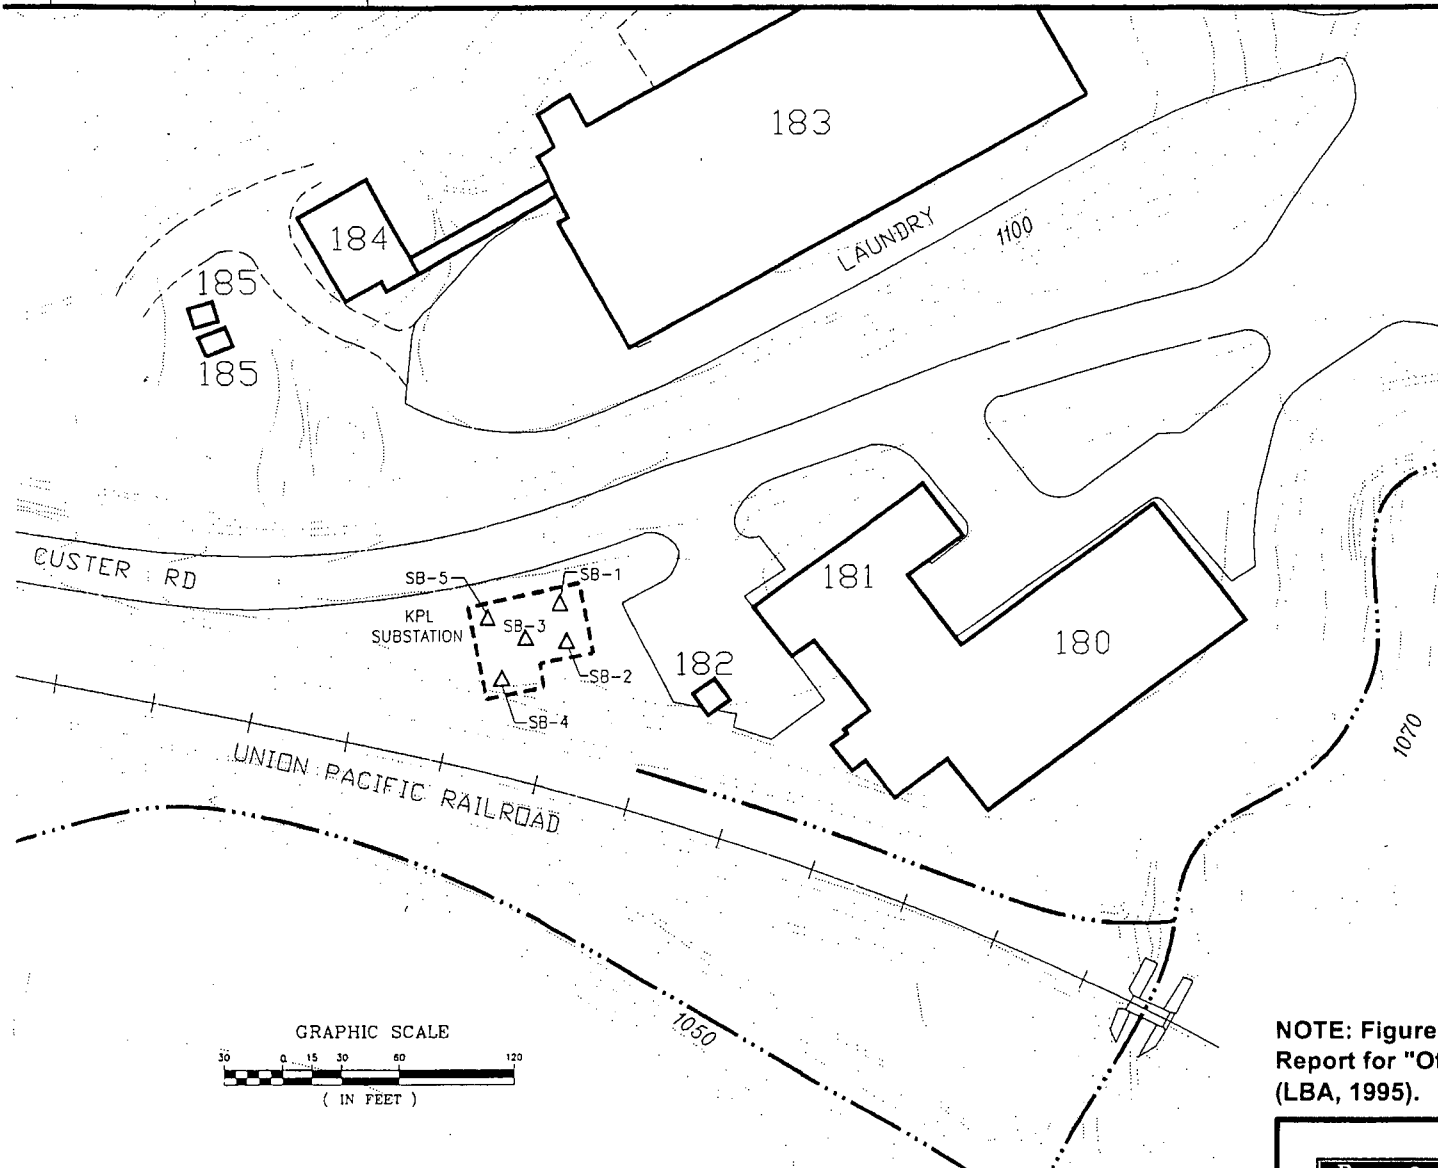 183
184
LAUNDRY
1100
185
185
CUSTER RD
SB-5
SB-1
KPL
SUBSTATION
SB-3
SB-2
SB-4
181
180
182
1070
UNION PACIFIC RAILROAD
1050
GRAPHIC SCALE
30 0 15 30 60 120
( IN FEET )
NOTE: Figure
Report for "Of
(LBA, 1995).